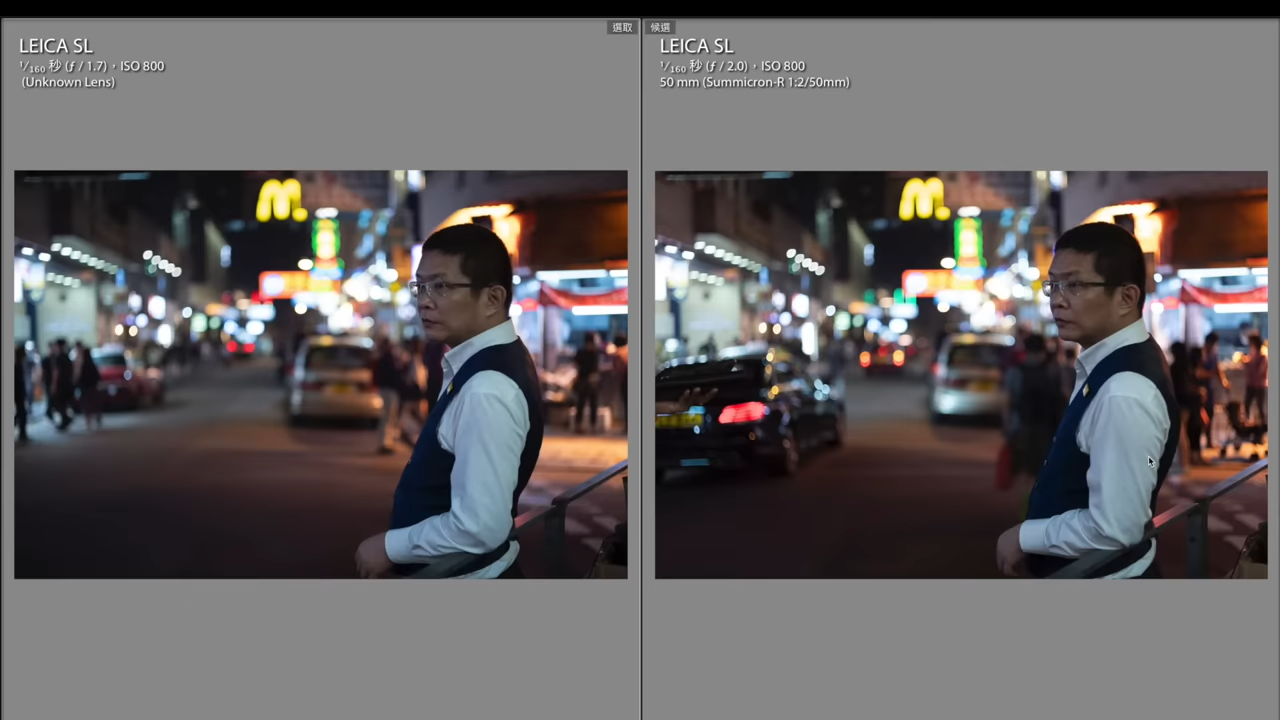 選取
LEICA SL
1/160 秒 (ƒ / 1.7)，ISO 800
(Unknown Lens)
候選
LEICA SL
1/160 秒 (ƒ / 2.0)，ISO 800
50 mm (Summicron-R 1:2/50mm)